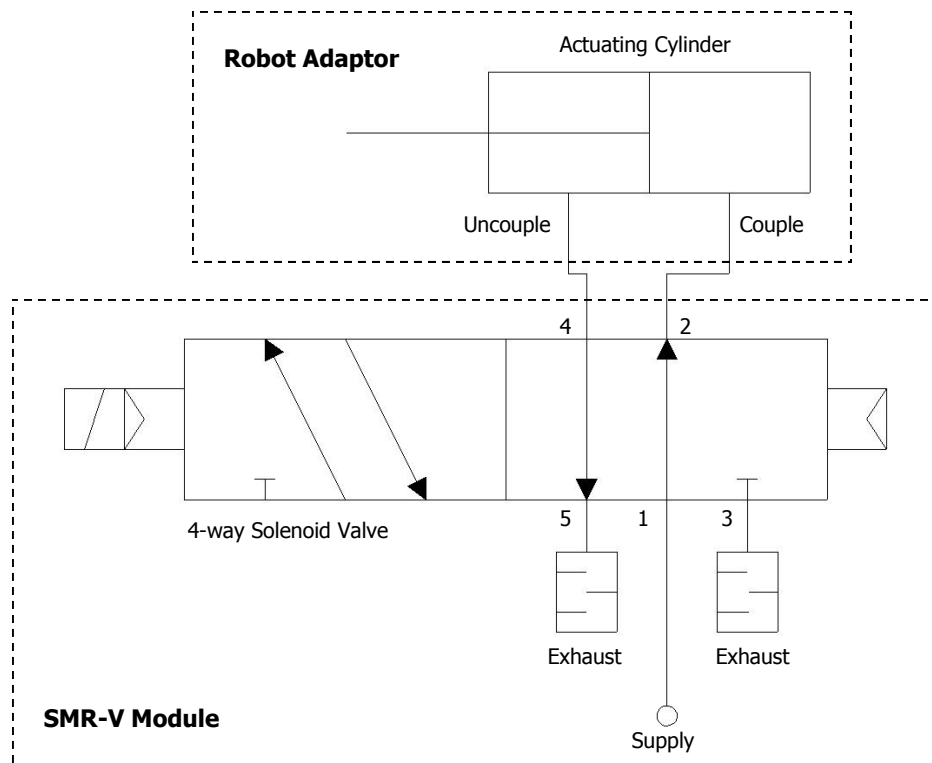 Actuating Cylinder
Robot Adaptor
Uncouple
Couple
4
2
4-way Solenoid Valve
5
1
3
Exhaust
Exhaust
SMR-V Module
Supply